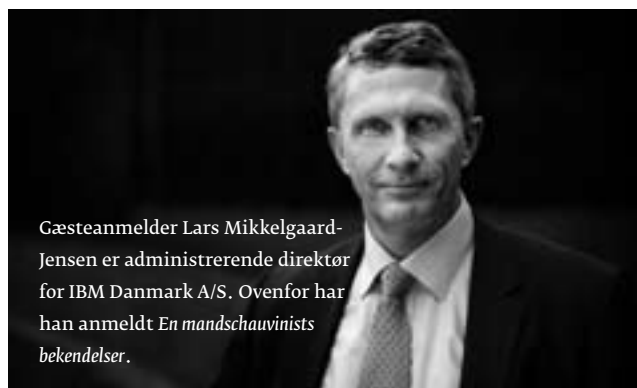 Gæsteanmelder Lars Mikkelgaard-
Jensen er administrerende direktør
for IBM Danmark A/S. Ovenfor har
han anmeldt En mandschauvinists
bekendelser.